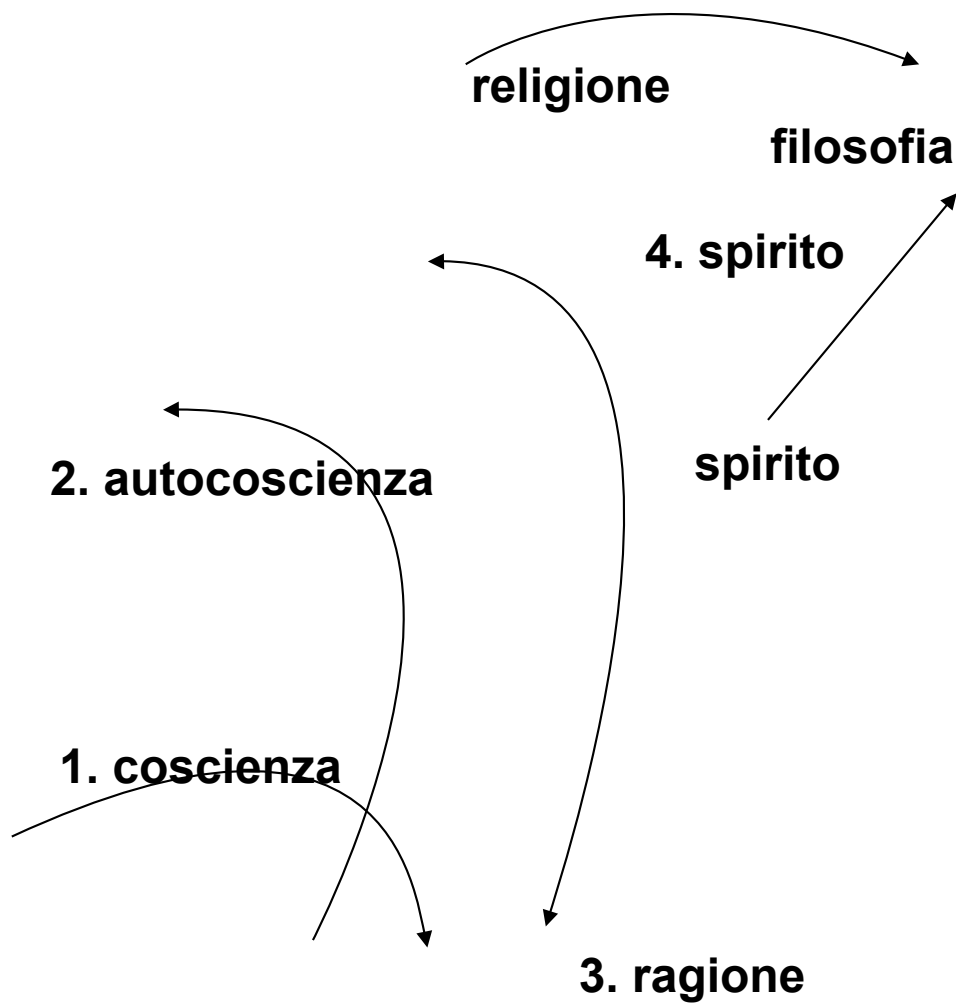 religione
filosofia
4. spirito
spirito
2. autocoscienza
1. coscienza
3. ragione